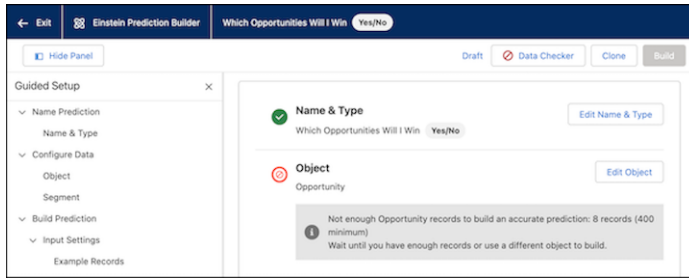 ← Exit
Einstein Prediction Builder
Which Opportunities Will I Win Yes/No
Hide Panel
Draft
Data Checker
Clone
Build
Guided Setup
Name Prediction
Name & Type
Configure Data
Object
Segment
Build Prediction
Input Settings
Example Records
Name & Type
Which Opportunities Will I Win Yes/No
Edit Name & Type
Object
Opportunity
Edit Object
Not enough Opportunity records to build an accurate prediction: 8 records (400
minimum)
Wait until you have enough records or use a different object to build.